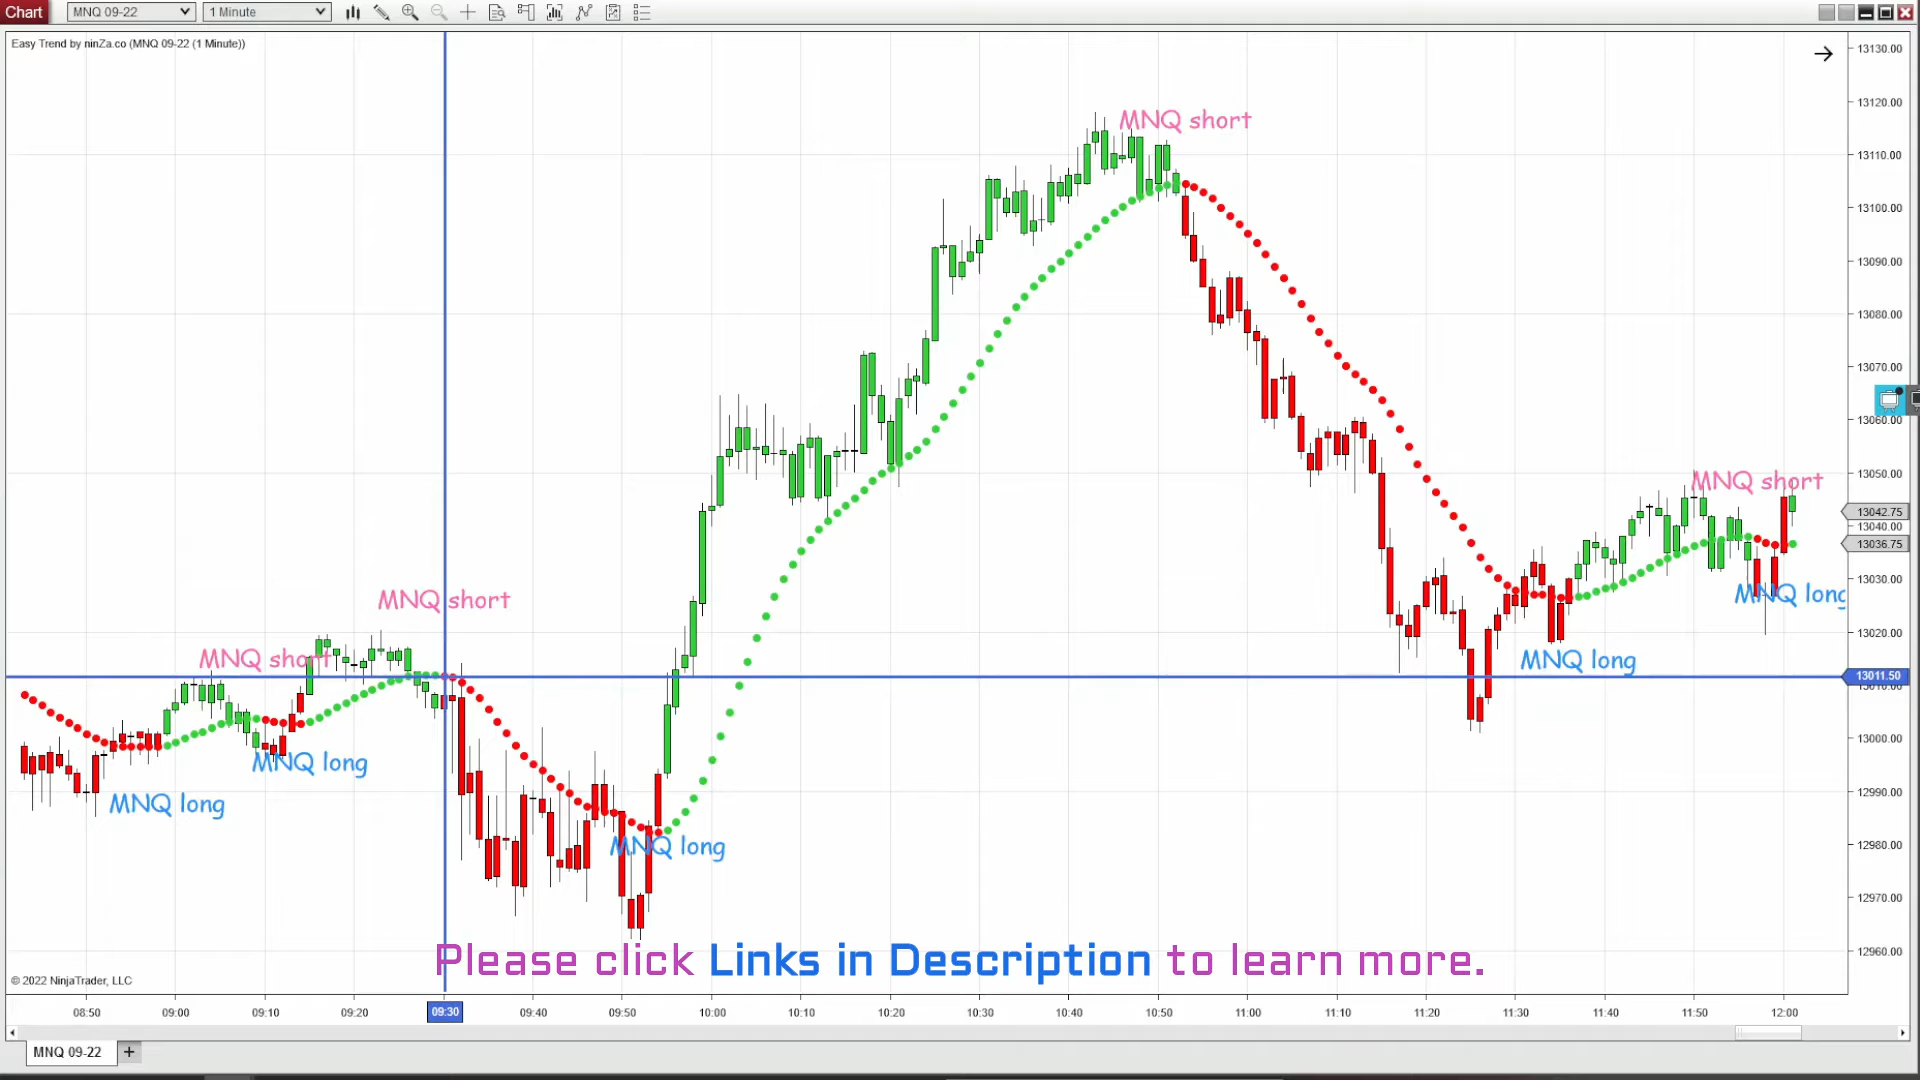 Chart MNQ 09-22 1 Minute
Easy Trend by ninZa.co (MNQ 09-22 (1 Minute))
13130.00
13120.00
MNQ short
13110.00
13100.00
13090.00
13080.00
13070.00
13060.00
13050.00
MNQ short
13042.75
13040.00
13036.75
13030.00
MNQ long
MNQ short
13020.00
MNQ short
MNQ long
13011.50
13010.00
13000.00
MNQ long
12990.00
MNQ long
12980.00
MNQ long
12970.00
12960.00
Please click Links in Description to learn more.
© 2022 NinjaTrader, LLC
08:50 09:00 09:10 09:20 09:30 09:40 09:50 10:00 10:10 10:20 10:30 10:40 10:50 11:00 11:10 11:20 11:30 11:40 11:50 12:00
MNQ 09-22 +